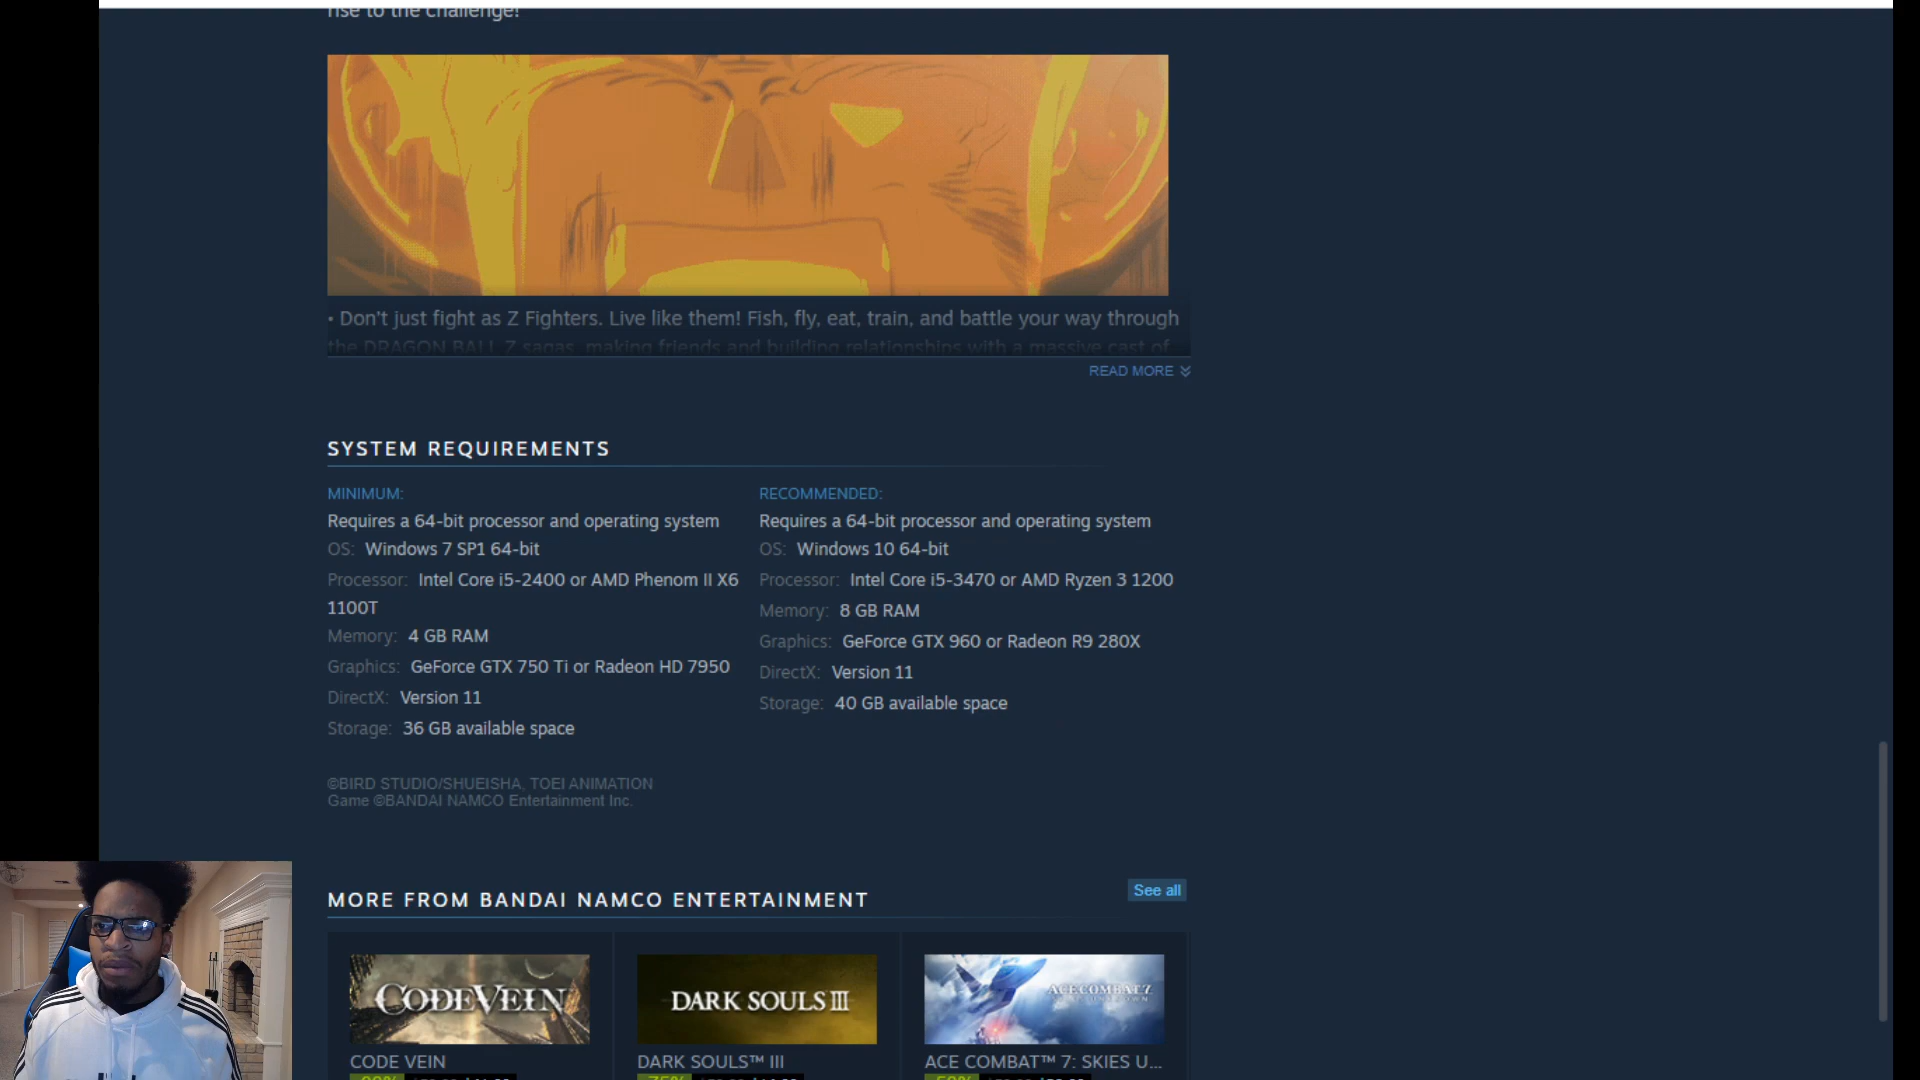 rise to the challenge!
• Don't just fight as Z Fighters. Live like them! Fish, fly, eat, train, and battle your way through
the DRAGON BALL Z sagas, making friends and building relationships with a massive cast of
READ MORE
SYSTEM REQUIREMENTS
MINIMUM:
Requires a 64-bit processor and operating system
OS: Windows 7 SP1 64-bit
Processor: Intel Core i5-2400 or AMD Phenom II X6
1100T
Memory: 4 GB RAM
Graphics: GeForce GTX 750 Ti or Radeon HD 7950
DirectX: Version 11
Storage: 36 GB available space
RECOMMENDED:
Requires a 64-bit processor and operating system
OS: Windows 10 64-bit
Processor: Intel Core i5-3470 or AMD Ryzen 3 1200
Memory: 8 GB RAM
Graphics: GeForce GTX 960 or Radeon R9 280X
DirectX: Version 11
Storage: 40 GB available space
©BIRD STUDIO/SHUEISHA, TOEI ANIMATION
Game ©BANDAI NAMCO Entertainment Inc.
MORE FROM BANDAI NAMCO ENTERTAINMENT
See all
CODE VEIN
DARK SOULS III
ACE COMBAT 7
CODE VEIN
DARK SOULS™ III
ACE COMBAT™ 7: SKIES U...